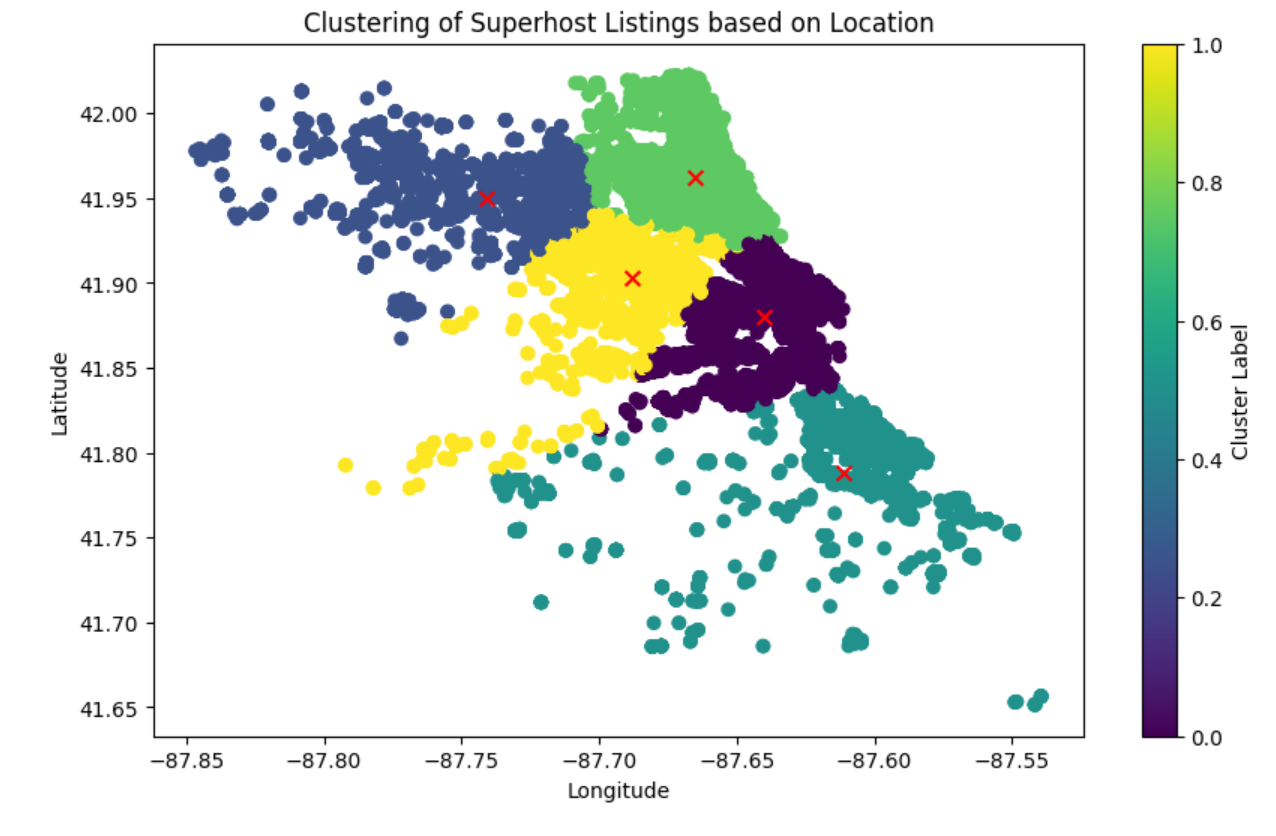 Clustering of Superhost Listings based on Location
42.00
41.95
41.90
41.85
41.80
41.75
41.70
41.65
Latitude
−87.85 −87.80 −87.75 −87.70 −87.65 −87.60 −87.55
Longitude
1.0
0.8
0.6
0.4
0.2
0.0
Cluster Label